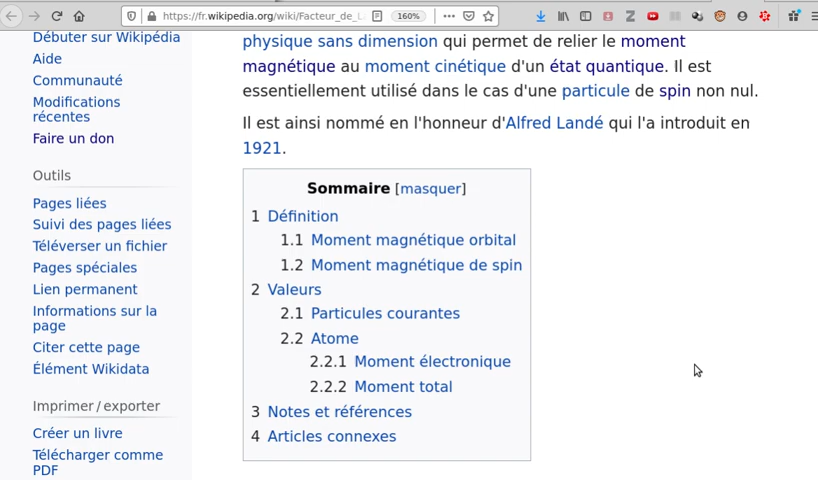 https://fr.wikipedia.org/wiki/Facteur_de_L
160%
Débuter sur Wikipédia
Aide
Communauté
Modifications
récentes
Faire un don
Outils
Pages liées
Suivi des pages liées
Téléverser un fichier
Pages spéciales
Lien permanent
Informations sur la
page
Citer cette page
Élément Wikidata
Imprimer / exporter
Créer un livre
Télécharger comme
PDF
physique sans dimension qui permet de relier le moment
magnétique au moment cinétique d'un état quantique. Il est
essentiellement utilisé dans le cas d'une particule de spin non nul.
Il est ainsi nommé en l'honneur d'Alfred Landé qui l'a introduit en
1921.
Sommaire [masquer]
1 Définition
1.1 Moment magnétique orbital
1.2 Moment magnétique de spin
2 Valeurs
2.1 Particules courantes
2.2 Atome
2.2.1 Moment électronique
2.2.2 Moment total
3 Notes et références
4 Articles connexes